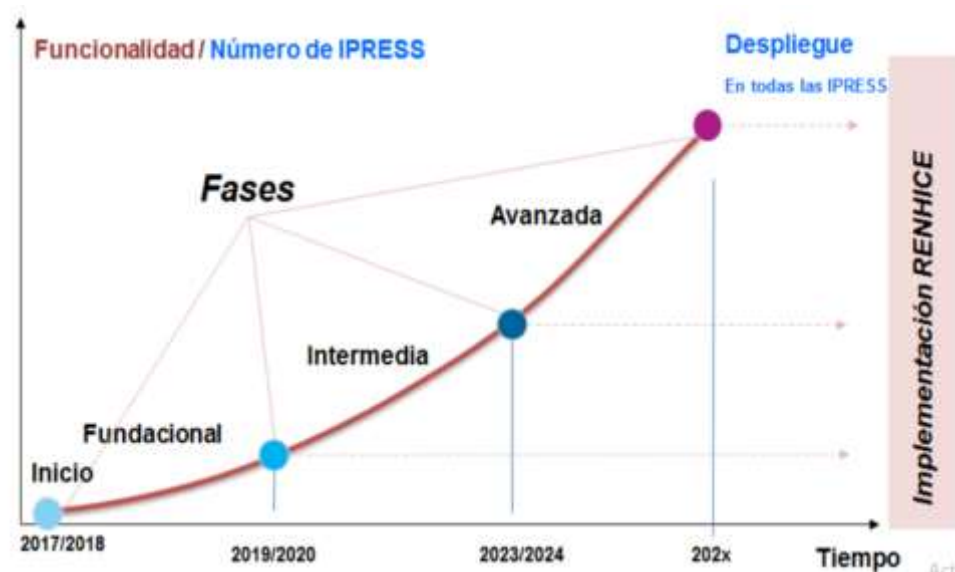 Funcionalidad / Número de IPRESS
Despliegue
En todas las IPRESS
Fases
Avanzada
Intermedia
Fundacional
Inicio
2017/2018
2019/2020
2023/2024
202x
Tiempo
Implementación RENHICE